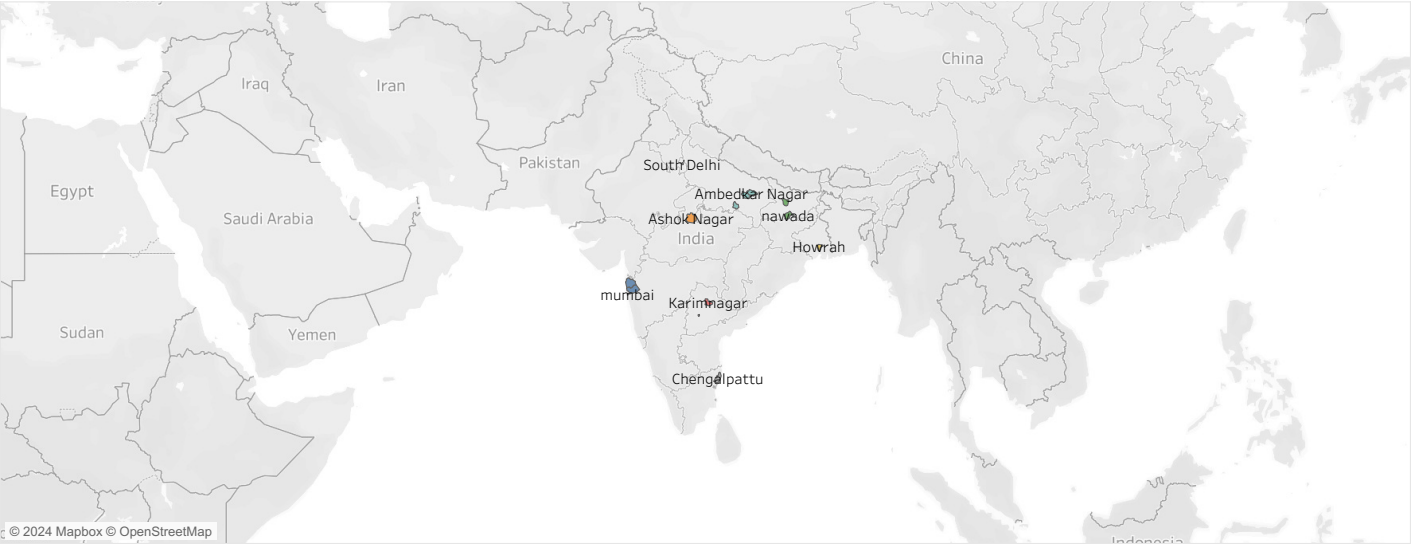 China
Iraq
Iran
Pakistan
South Delhi
Egypt
Ambedkar Nagar
Saudi Arabia
Ashok Nagar
nawada
India
Howrah
mumbai
Karimnagar
Sudan
Yemen
Chengalpattu
© 2024 Mapbox © OpenStreetMap
Indonesia